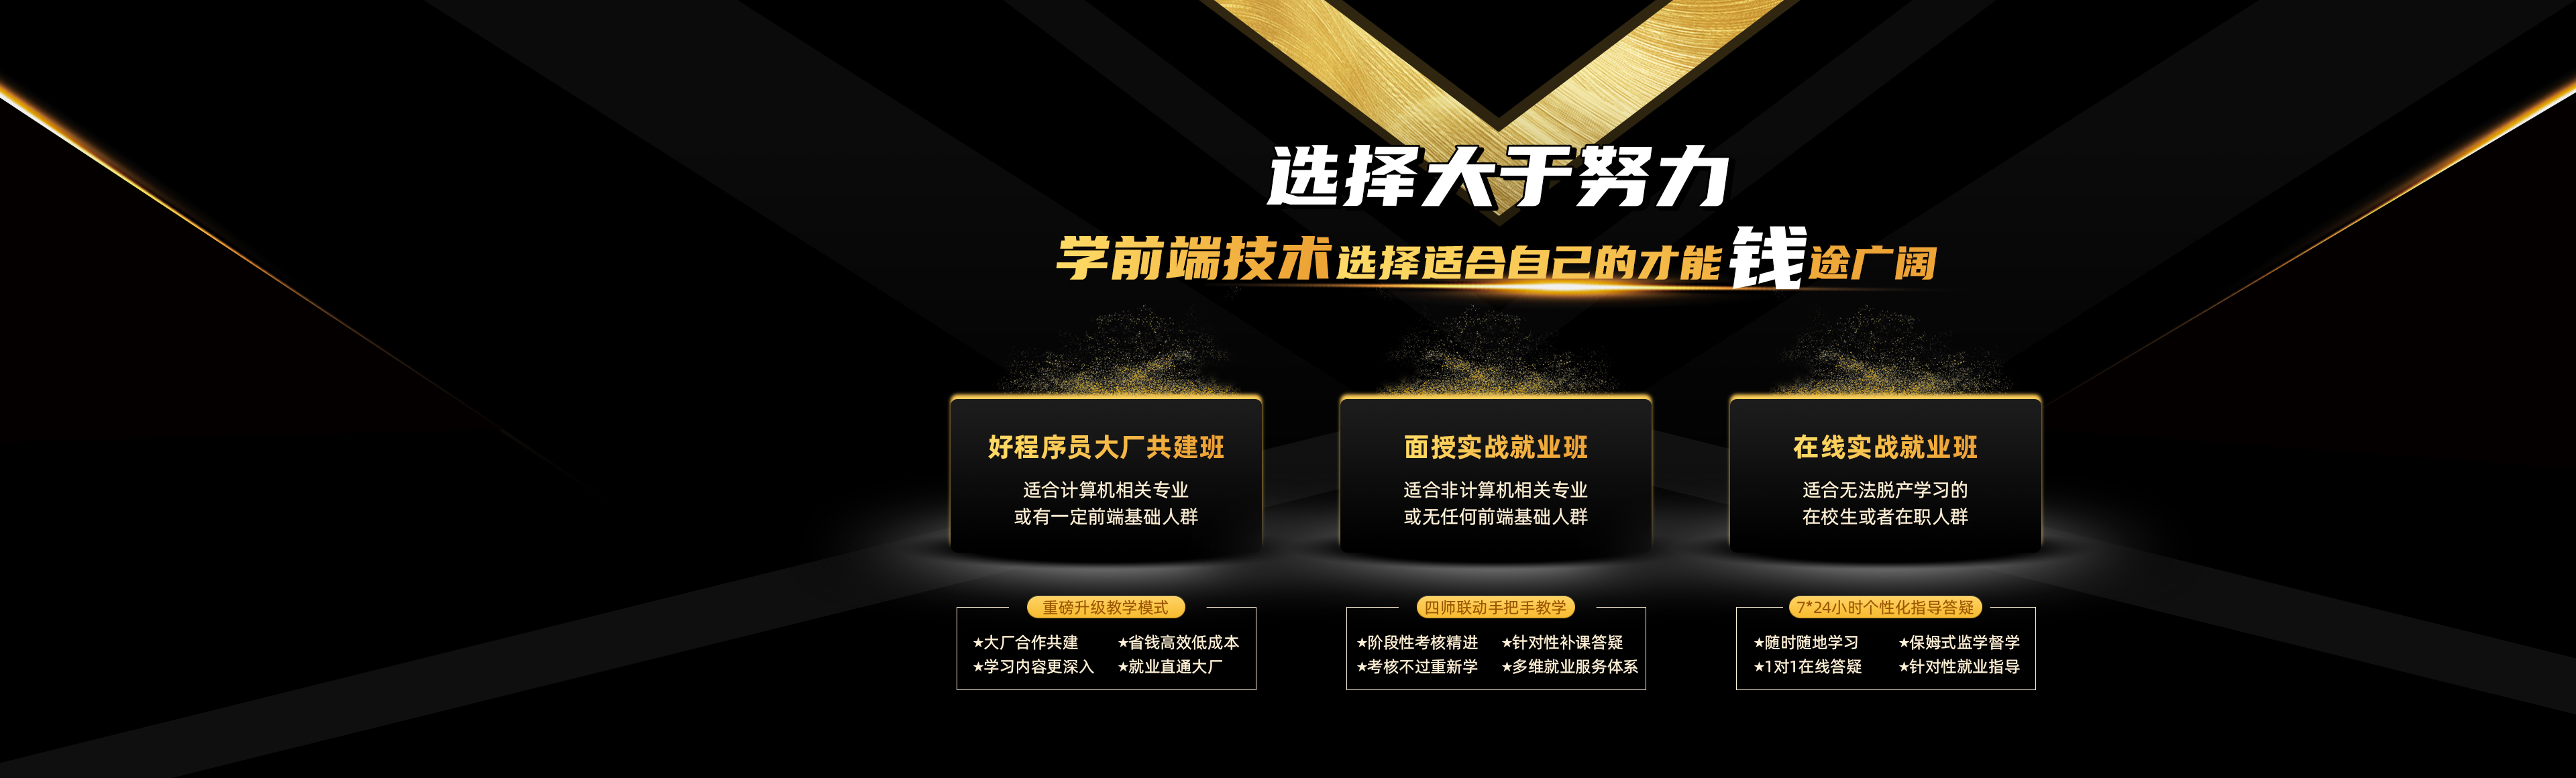 选择大于努力
学前端技术选择适合自己的才能钱途广阔
好程序员大厂共建班
适合计算机相关专业
或有一定前端基础人群
面授实战就业班
适合非计算机相关专业
或无任何前端基础人群
在线实战就业班
适合无法脱产学习的
在校生或者在职人群
重磅升级教学模式
★大厂合作共建 ★省钱高效低成本
★学习内容更深入 ★就业直通大厂
四师联动手把手教学
★阶段性考核精进 ★针对性补课答疑
★考核不过重新学 ★多维就业服务体系
7*24小时个性化指导答疑
★随时随地学习 ★保姆式监学督学
★1对1在线答疑 ★针对性就业指导